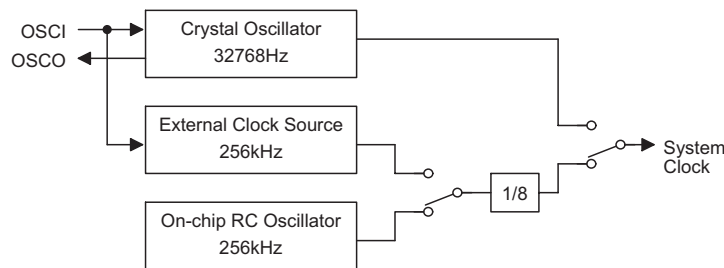 OSCI
OSCO
Crystal Oscillator
32768Hz
External Clock Source
256kHz
On-chip RC Oscillator
256kHz
1/8
System
Clock